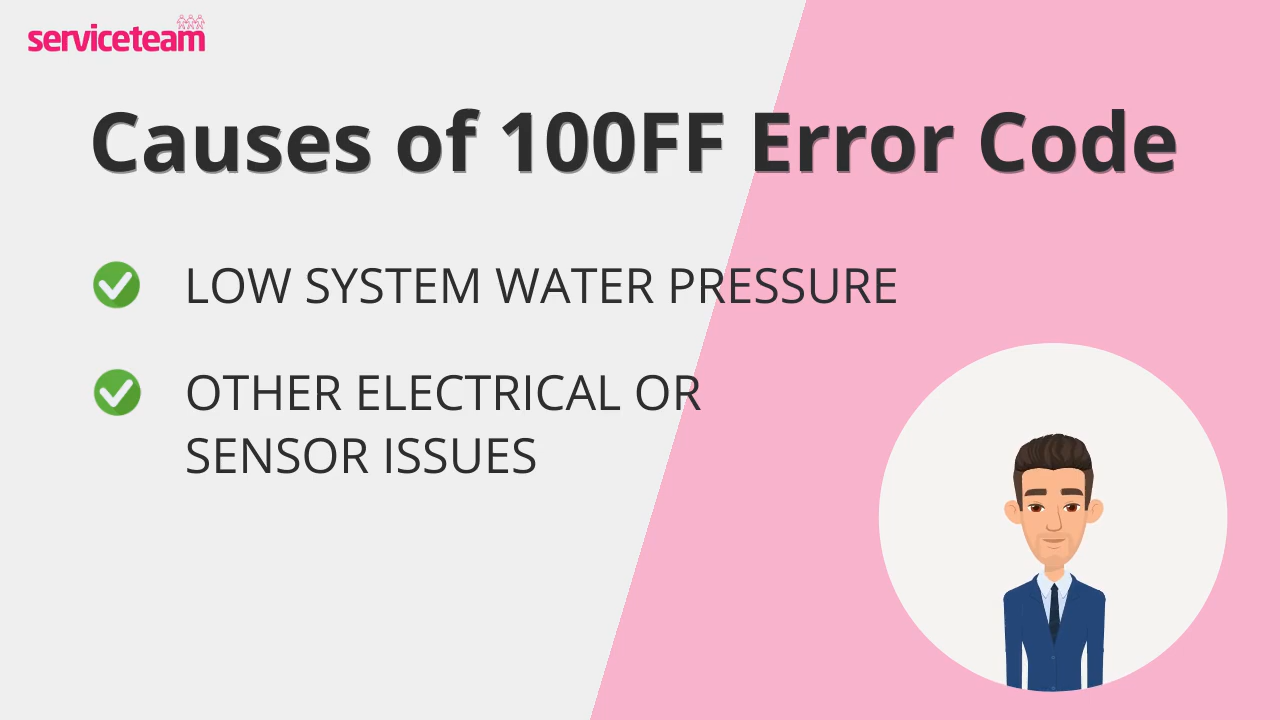 serviceteam
Causes of 100FF Error Code
LOW SYSTEM WATER PRESSURE
OTHER ELECTRICAL OR
SENSOR ISSUES